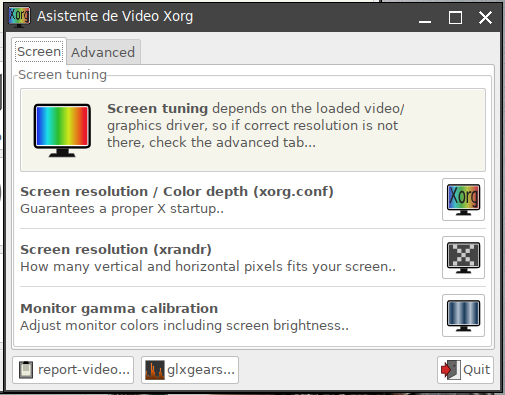 Xorg Asistente de Video Xorg
Screen Advanced
Screen tuning
Screen tuning depends on the loaded video/
graphics driver, so if correct resolution is not
there, check the advanced tab...
Screen resolution / Color depth (xorg.conf)
Guarantees a proper X startup..
Xorg
Screen resolution (xrandr)
How many vertical and horizontal pixels fits your screen..
X
Monitor gamma calibration
Adjust monitor colors including screen brightness..
report-video... glxgears... Quit